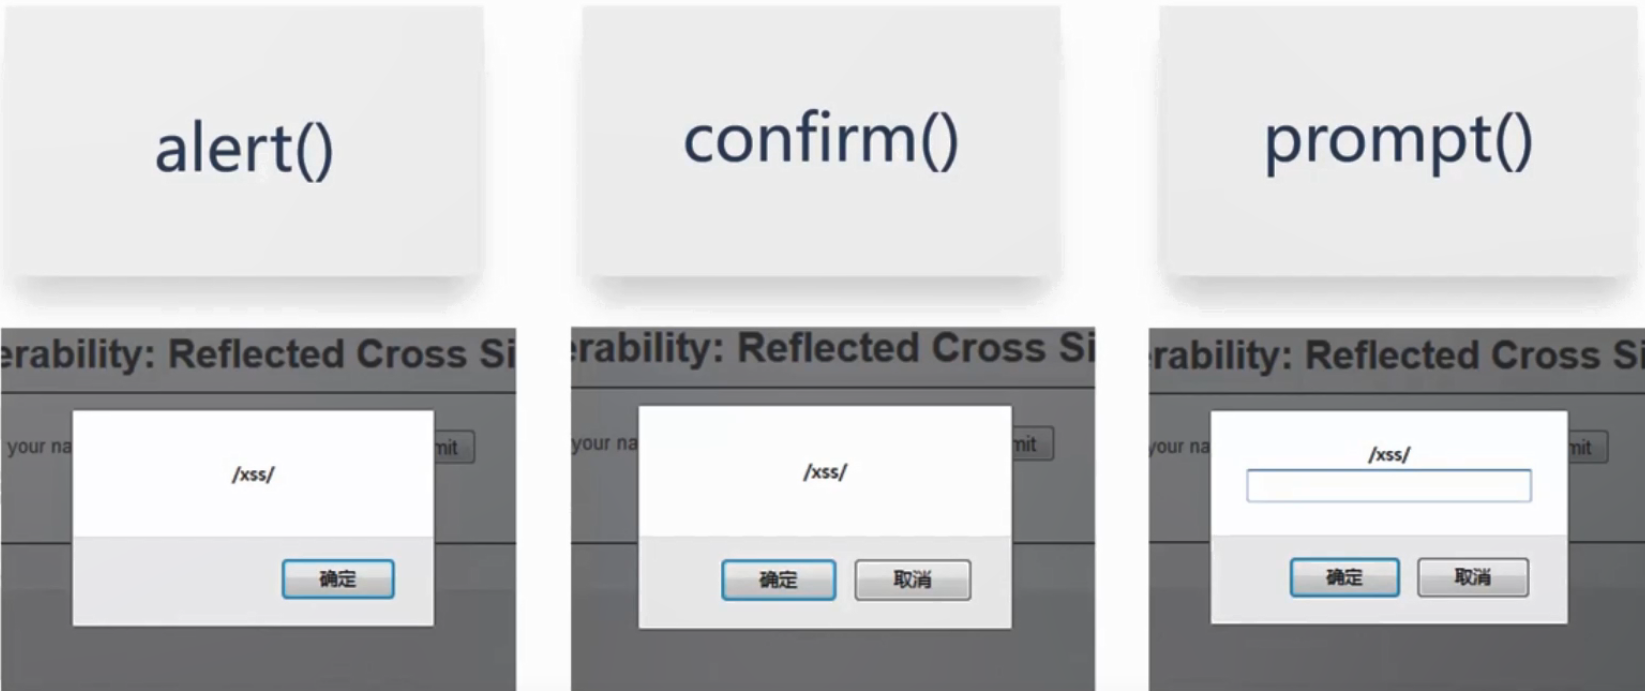 alert()
confirm()
prompt()
erability: Reflected Cross Si
your na
mit
/xss/
确定
erability: Reflected Cross Si
your na
mit
/xss/
确定
取消
erability: Reflected Cross Si
your na
mit
/xss/
确定
取消